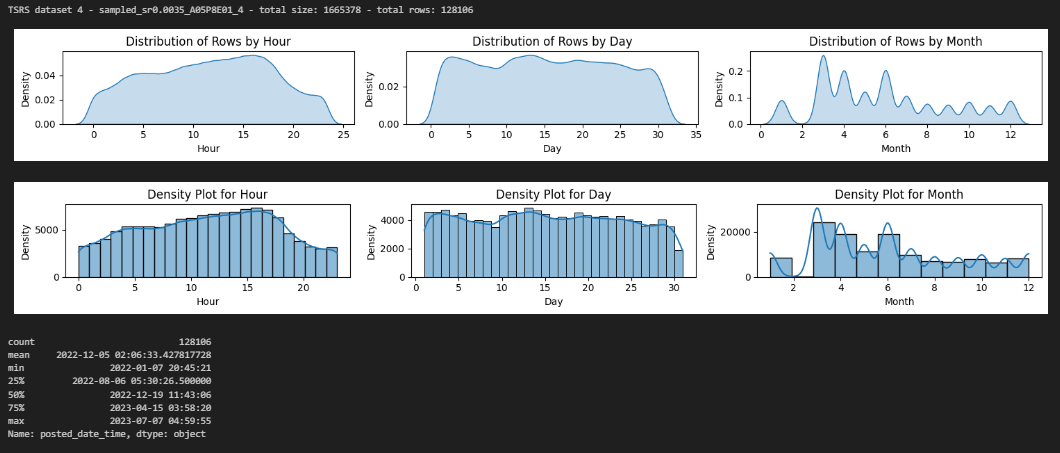 TSRS dataset 4 - sampled_sr0.0035_A05P8E01_4 - total size: 1665378 - total rows: 128106
Distribution of Rows by Hour
Distribution of Rows by Day
Distribution of Rows by Month
Density
0.04
0.02
0.00
0 5 10 15 20 25
Hour
Density
0.02
0.00
0 5 10 15 20 25 30 35
Day
Density
0.2
0.1
0.0
0 2 4 6 8 10 12
Month
Density Plot for Hour
Density Plot for Day
Density Plot for Month
Density
5000
0
0 5 10 15 20
Hour
Density
4000
2000
0
0 5 10 15 20 25 30
Day
Density
20000
0
2 4 6 8 10 12
Month
count 128106
mean 2022-12-05 02:06:33.427817728
min 2022-01-07 20:45:21
25% 2022-08-06 05:30:26.500000
50% 2022-12-19 11:43:06
75% 2023-04-15 03:58:20
max 2023-07-07 04:59:55
Name: posted_date_time, dtype: object